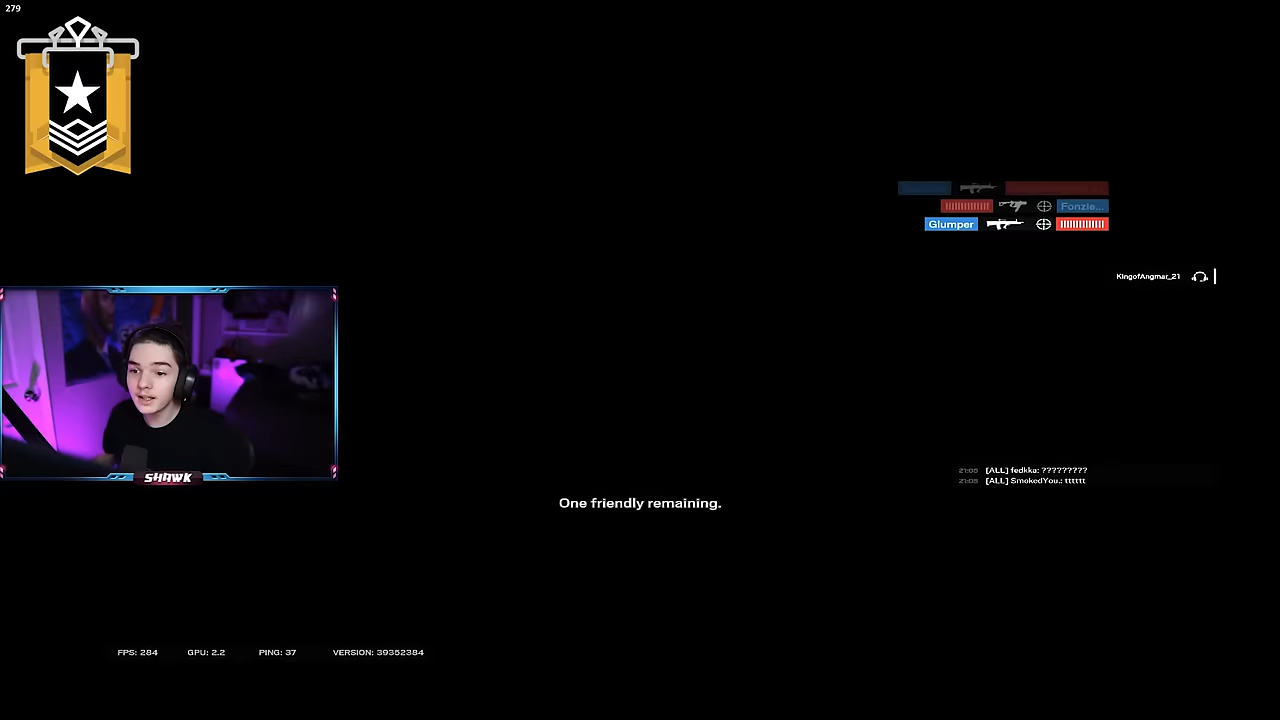 279
Fonzie...
Glumper
KingofAngmar_21
SHAWK
21:05 [ALL] fedkka: ?????????
21:05 [ALL] SmokedYou.: tttttt
One friendly remaining.
FPS: 284 GPU: 2.2 PING: 37 VERSION: 39352384